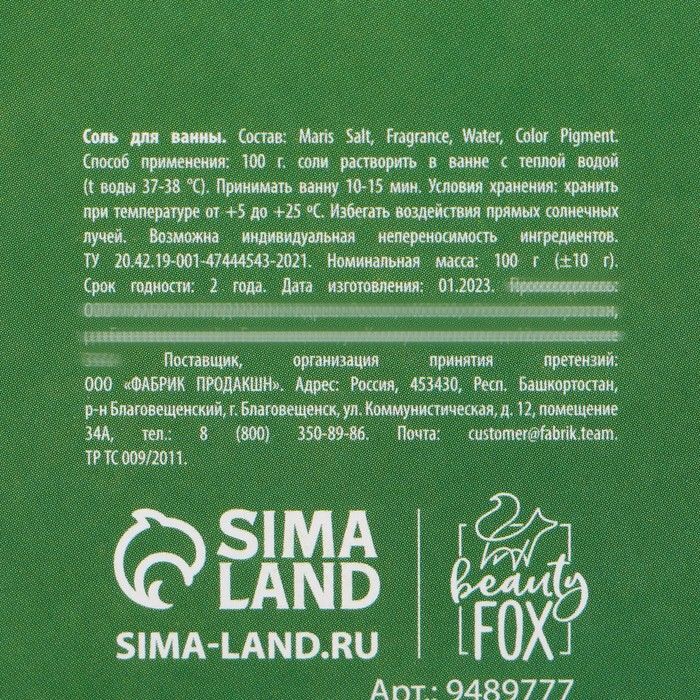 Соль для ванны. Состав: Maris Salt, Fragrance, Water, Color Pigment.
Способ применения: 100 г. соли растворить в ванне с теплой водой
(t воды 37-38 °C). Принимать ванну 10-15 мин. Условия хранения: хранить
при температуре от +5 до +25 ºC. Избегать воздействия прямых солнечных
лучей. Возможна индивидуальная непереносимость ингредиентов.
ТУ 20.42.19-001-47444543-2021. Номинальная масса: 100 г (±10 г).
Срок годности: 2 года. Дата изготовления: 01.2023.
Поставщик, организация принятия претензий:
ООО «ФАБРИК ПРОДАКШН». Адрес: Россия, 453430, Респ. Башкортостан,
р-н Благовещенский, г. Благовещенск, ул. Коммунистическая, д. 12, помещение
34А, тел.: 8 (800) 350-89-86. Почта: customer@fabrik.team.
ТР ТС 009/2011.
SIMA
LAND
SIMA-LAND.RU
beauty
FOX
Арт.: 9489777